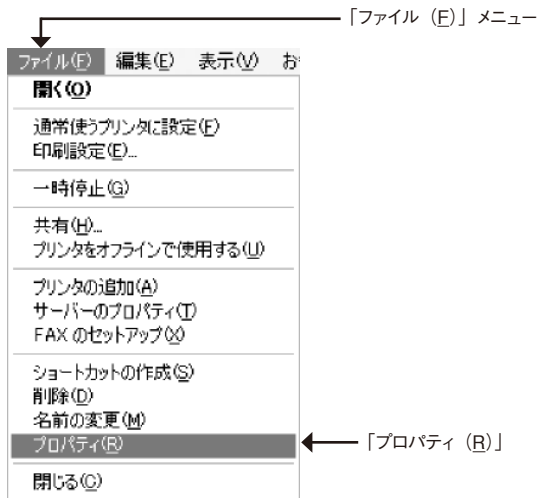 「ファイル（F）」メニュー
ファイル(F) 編集(E) 表示(V) お
開く(O)
通常使うプリンタに設定(F)
印刷設定(E)...
一時停止(G)
共有(H)...
プリンタをオフラインで使用する(U)
プリンタの追加(A)
サーバーのプロパティ(T)
FAX のセットアップ(X)
ショートカットの作成(S)
削除(D)
名前の変更(M)
プロパティ(R) 「プロパティ（R）」
閉じる(C)